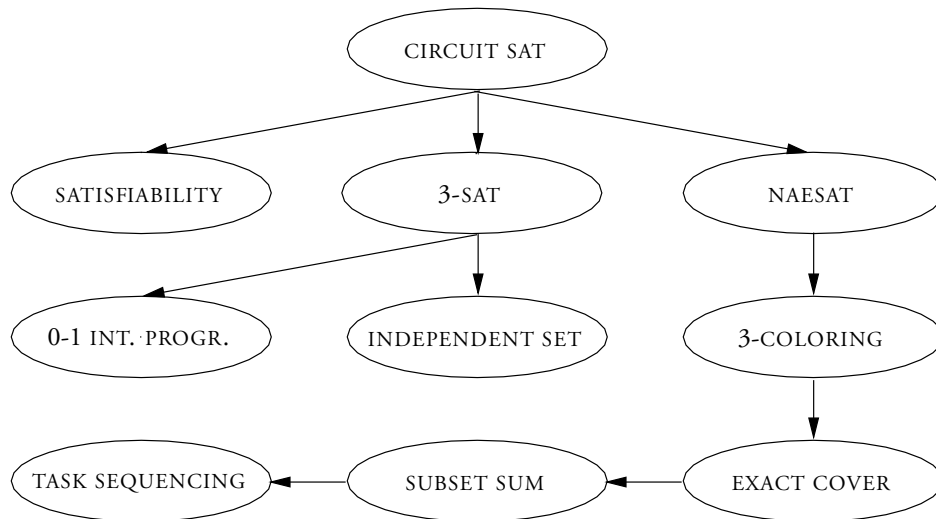 CIRCUIT SAT
SATISFIABILITY
3-SAT
NAESAT
0-1 INT. PROGR.
INDEPENDENT SET
3-COLORING
TASK SEQUENCING
SUBSET SUM
EXACT COVER